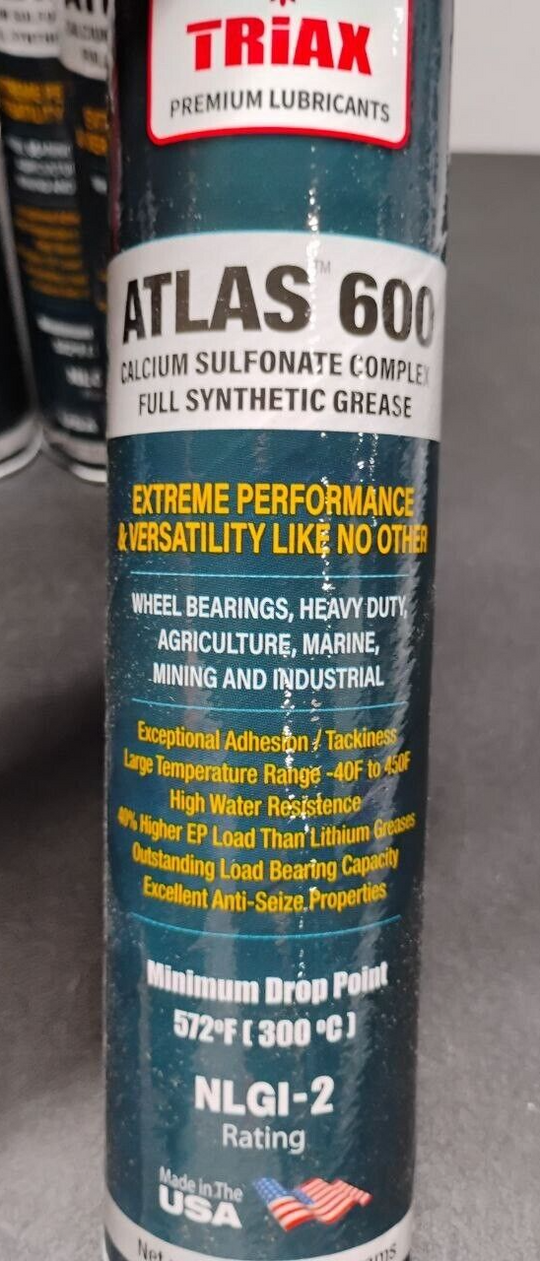 TRiAX
PREMIUM LUBRICANTS
ATLAS™ 600
CALCIUM SULFONATE COMPLEX
FULL SYNTHETIC GREASE
EXTREME PERFORMANCE
& VERSATILITY LIKE NO OTHER
WHEEL BEARINGS, HEAVY DUTY,
AGRICULTURE, MARINE,
MINING AND INDUSTRIAL
Exceptional Adhesion / Tackiness
Large Temperature Range -40F to 450F
High Water Resistence
40% Higher EP Load Than Lithium Greases
Outstanding Load Bearing Capacity
Excellent Anti-Seize Properties
Minimum Drop Point
572°F ( 300 °C )
NLGI-2
Rating
Made in The
USA